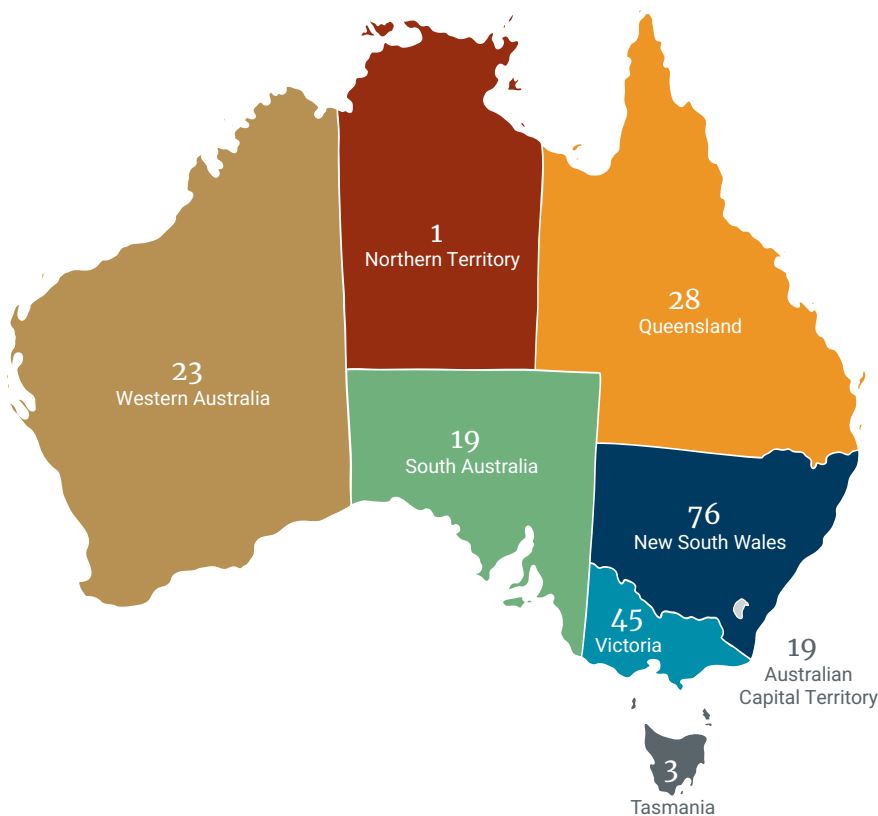 1
Northern Territory
28
Queensland
23
Western Australia
19
South Australia
76
New South Wales
45
Victoria
19
Australian
Capital Territory
3
Tasmania